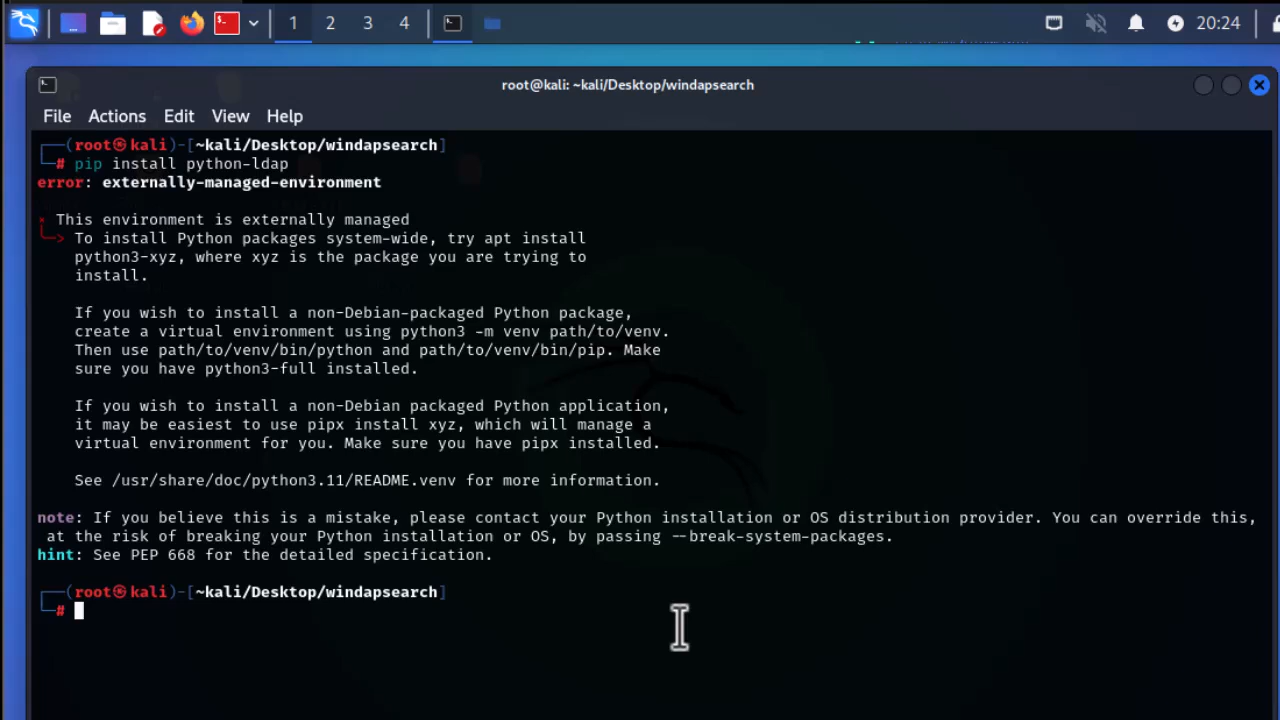 1 2 3 4 20:24
root@kali: ~kali/Desktop/windapsearch
File Actions Edit View Help
┌──(root㉿kali)-[~kali/Desktop/windapsearch]
└─# pip install python-ldap
error: externally-managed-environment
× This environment is externally managed
╰─> To install Python packages system-wide, try apt install
python3-xyz, where xyz is the package you are trying to
install.
If you wish to install a non-Debian-packaged Python package,
create a virtual environment using python3 -m venv path/to/venv.
Then use path/to/venv/bin/python and path/to/venv/bin/pip. Make
sure you have python3-full installed.
If you wish to install a non-Debian packaged Python application,
it may be easiest to use pipx install xyz, which will manage a
virtual environment for you. Make sure you have pipx installed.
See /usr/share/doc/python3.11/README.venv for more information.
note: If you believe this is a mistake, please contact your Python installation or OS distribution provider. You can override this,
at the risk of breaking your Python installation or OS, by passing --break-system-packages.
hint: See PEP 668 for the detailed specification.
┌──(root㉿kali)-[~kali/Desktop/windapsearch]
└─#